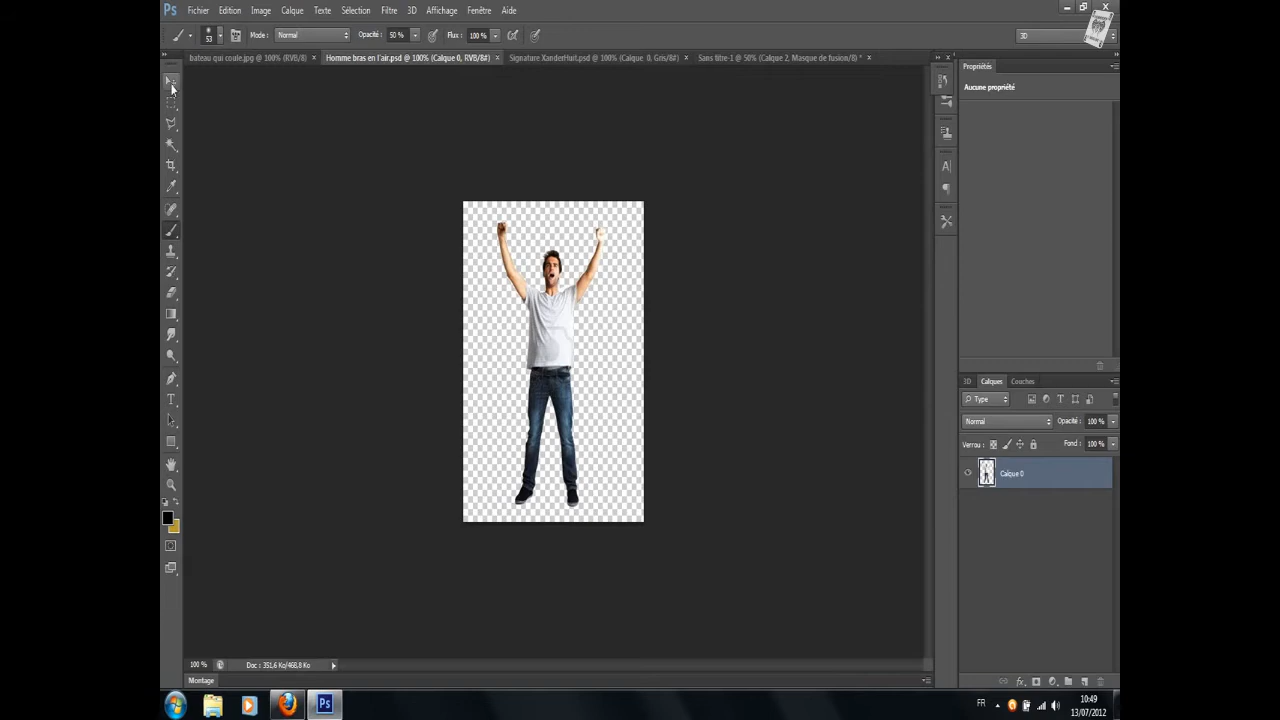 Ps Fichier Edition Image Calque Texte Sélection Filtre 3D Affichage Fenêtre Aide
53 Mode : Normal Opacité : 50 % Flux : 100 % 3D
bateau qui coule.jpg @ 100% (RVB/8) × Homme bras en l'air.psd @ 100% (Calque 0, RVB/8#) × Signature XanderHuit.psd @ 100% (Calque 0, Gris/8#) × Sans titre-1 @ 50% (Calque 2, Masque de fusion/8) * ×
Propriétés
Aucune propriété
3D Calques Couches
Type
Normal Opacité : 100 %
Verrou : Fond : 100 %
Calque 0
100 % Doc : 351,6 Ko/468,8 Ko
Montage
fx
Ps FR 10:49
13/07/2012